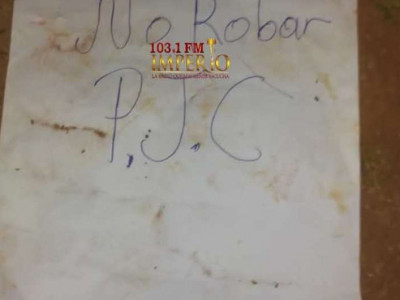 No Robar
103.1 FM
IMPERIO
P.J.C